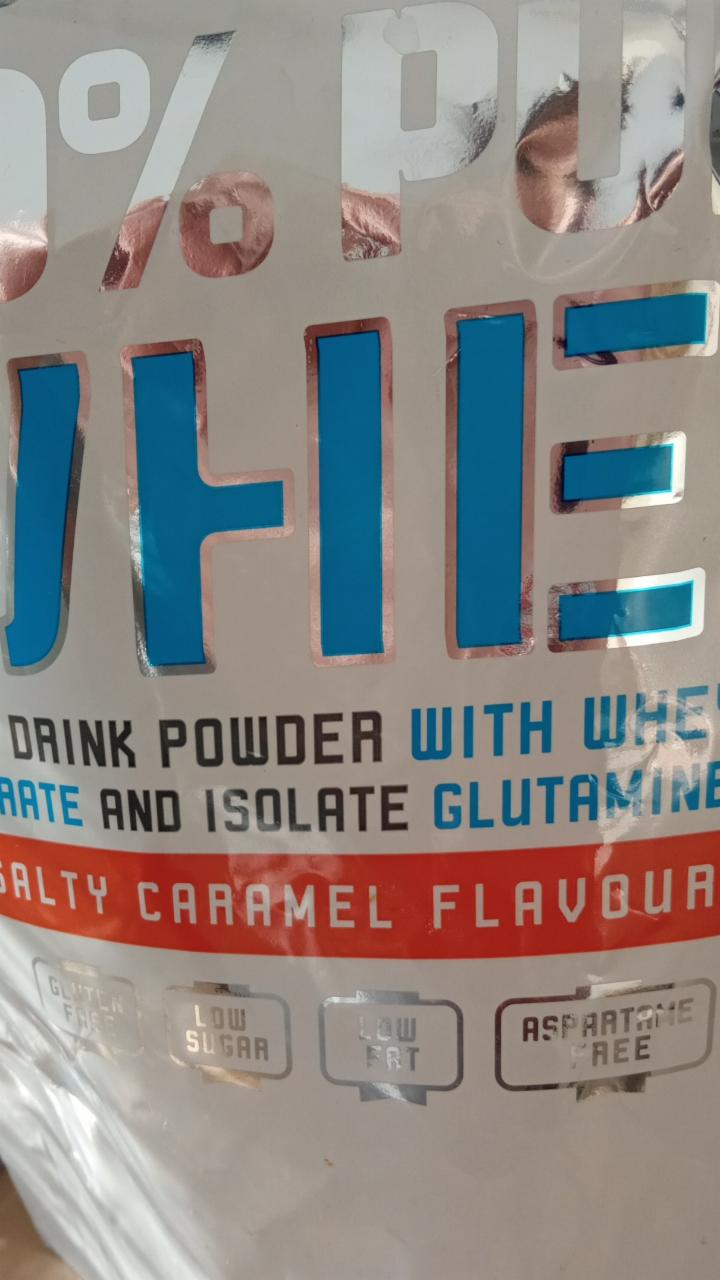 0% PU
WHE
DRINK POWDER WITH WHEY
RATE AND ISOLATE GLUTAMINE
SALTY CARAMEL FLAVOUR
GLUTEN FREE
LOW SUGAR
LOW FAT
ASPARTAME FREE